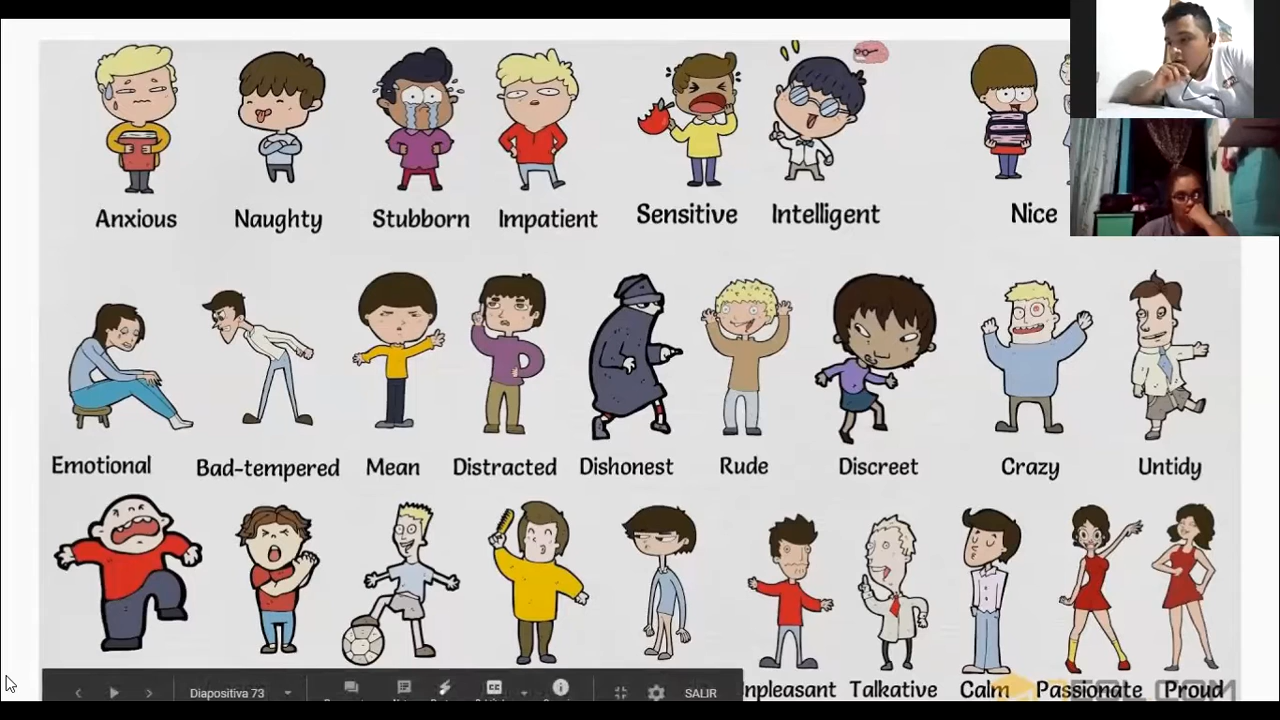 Anxious Naughty Stubborn Impatient Sensitive Intelligent Nice
Emotional Bad-tempered Mean Distracted Dishonest Rude Discreet Crazy Untidy
Diapositiva 73 SALIR npleasant Talkative Calm Passionate Proud